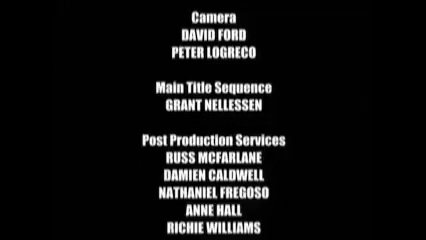 Camera
DAVID FORD
PETER LOGRECO
Main Title Sequence
GRANT NELLESSEN
Post Production Services
RUSS MCFARLANE
DAMIEN CALDWELL
NATHANIEL FREGOSO
ANNE HALL
RICHIE WILLIAMS